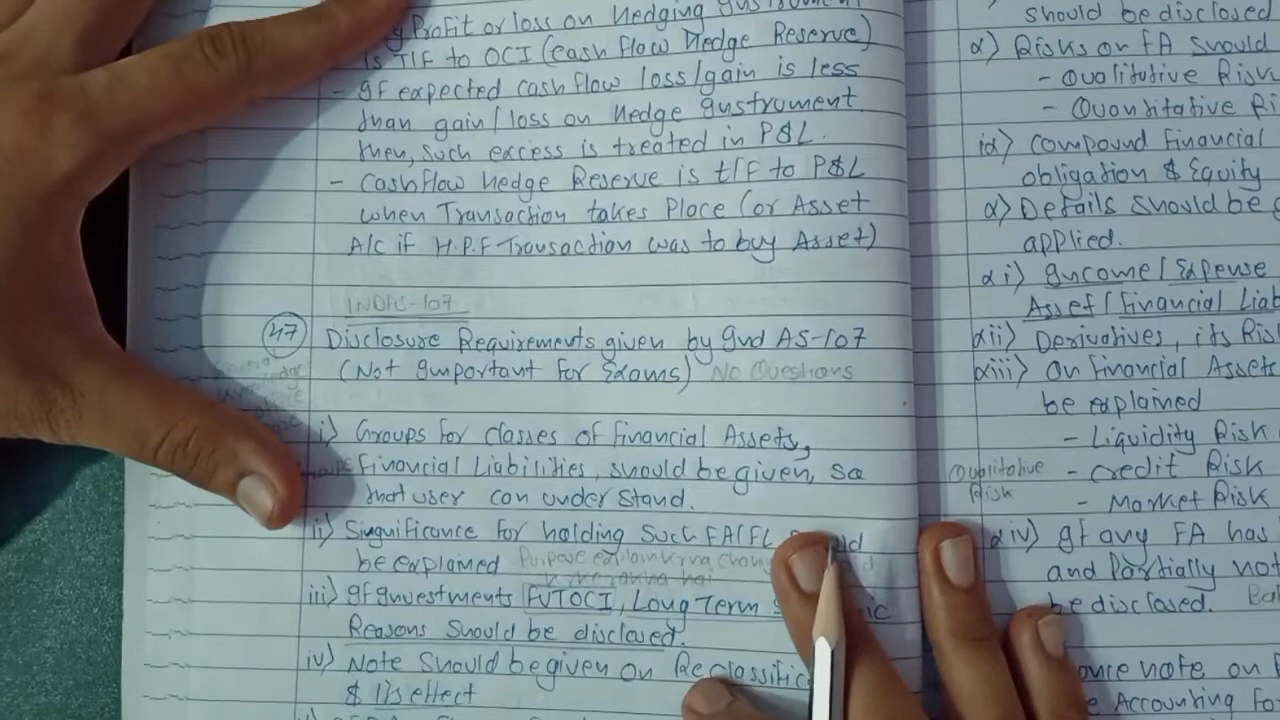 Profit or loss on Hedging Instrument
is T/F to OCI (Cash Flow Hedge Reserve)
- If expected cash flow loss/gain is less
than gain/loss on Hedge Instrument
then, such excess is treated in P&L.
- Cashflow Hedge Reserve is t/f to P&L
when Transaction takes Place (or Asset
A/c if H.P.F Transaction was to buy Asset)
INDAS-107
47 Disclosure Requirements given by Ind AS-107
(Not Important For Exams) No Questions
i) Groups for classes of Financial Assets,
Financial Liabilities, should be given, so
that user can under stand.
ii) Singnificance for holding Such FA/FL
be explained Purpose
iii) If Investments FVTOCI, Long Term
Reasons Should be disclosed.
iv) Note Should be given on Reclassific
& its effect
should be disclosed
x) Risks on FA should
- Qualitative Risk
- Quantitative Ri
ix) Compound Financial
obligation & Equity
x) Details should be
applied.
xi) Income/Expense
Asset/Financial Liab
xii) Derivatives, its Ris
xiii) On Financial Assets
be explained
- Liquidity Risk
Qualitative Risk - Credit Risk
- Market Risk
xiv) If any FA has
and Partially not
be disclosed.
note on
Accounting Fo